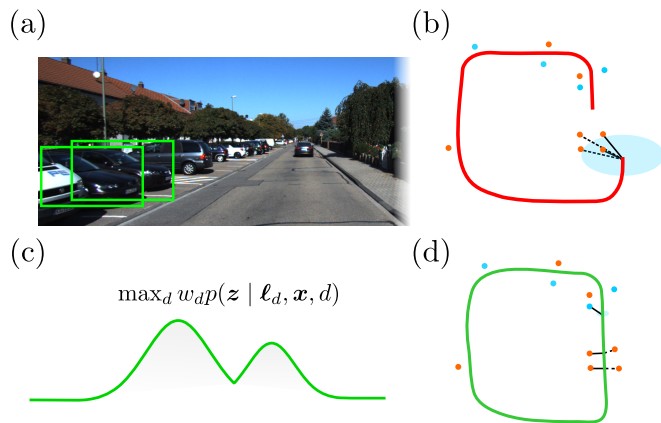 (a)
(b)
(c)
max_d w_d p(z | ℓ_d, x, d)
(d)